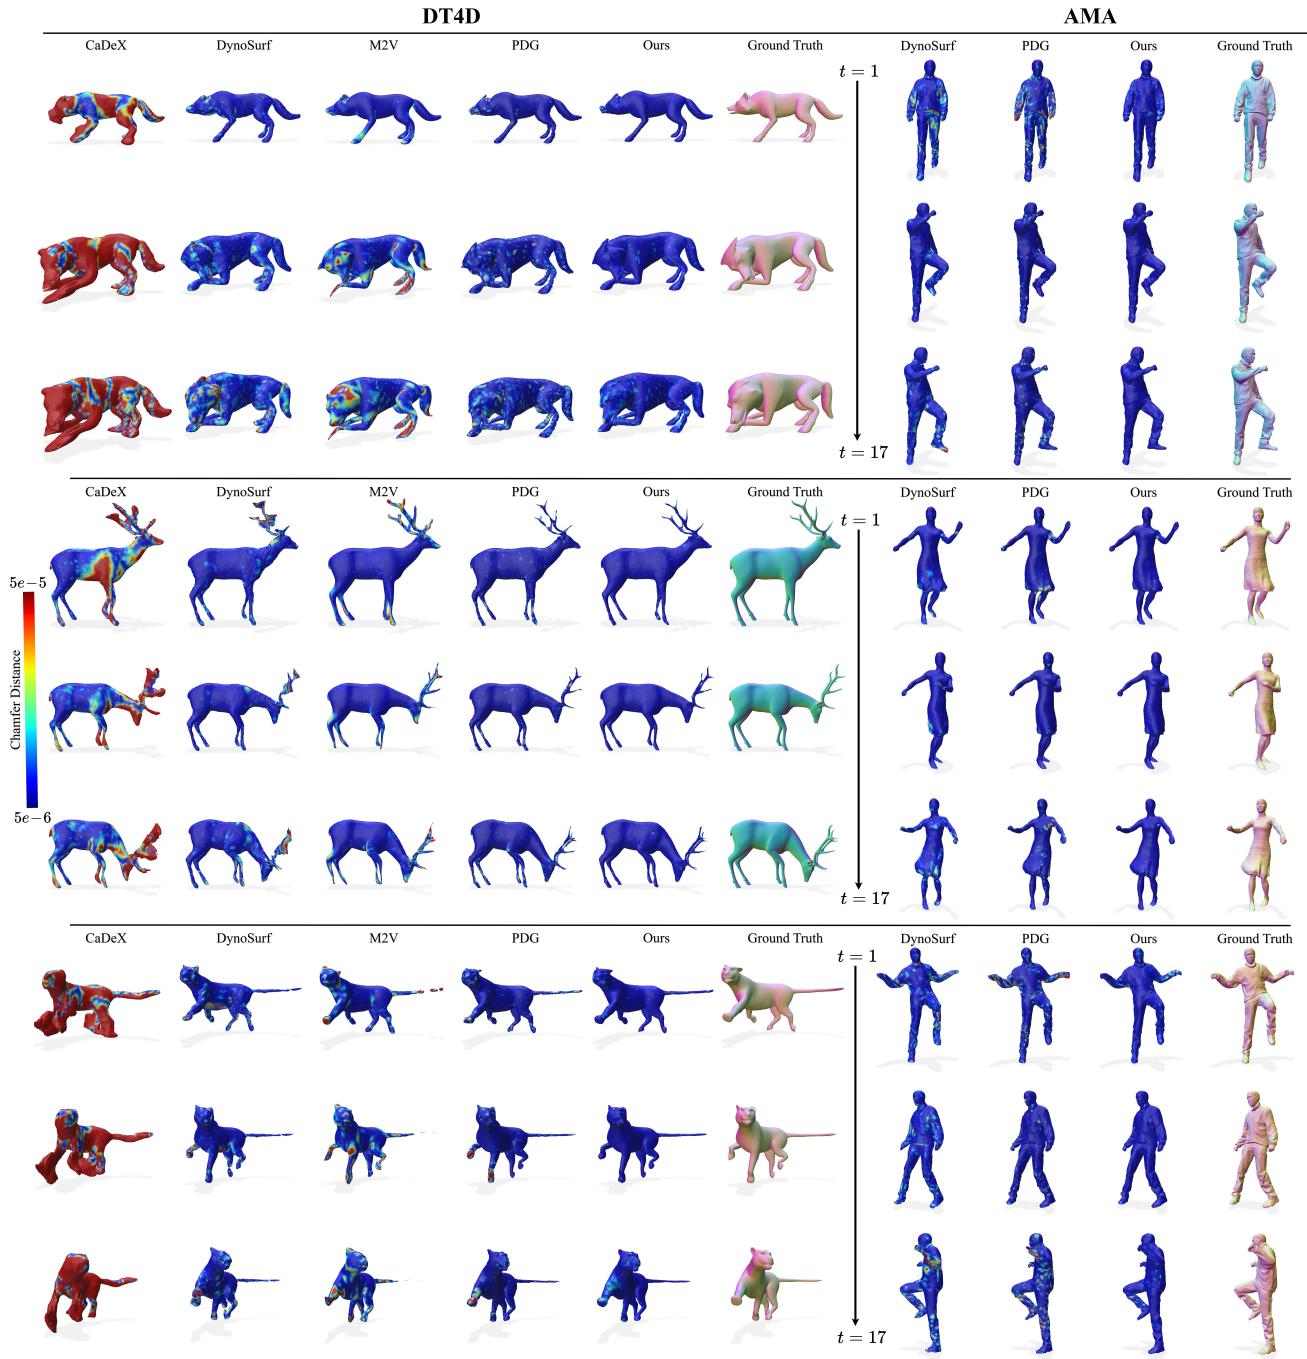 DT4D AMA
CaDeX DynoSurf M2V PDG Ours Ground Truth DynoSurf PDG Ours Ground Truth
t = 1
t = 17
CaDeX DynoSurf M2V PDG Ours Ground Truth DynoSurf PDG Ours Ground Truth
t = 1
5e−5
Chamfer Distance
5e−6
t = 17
CaDeX DynoSurf M2V PDG Ours Ground Truth DynoSurf PDG Ours Ground Truth
t = 1
t = 17